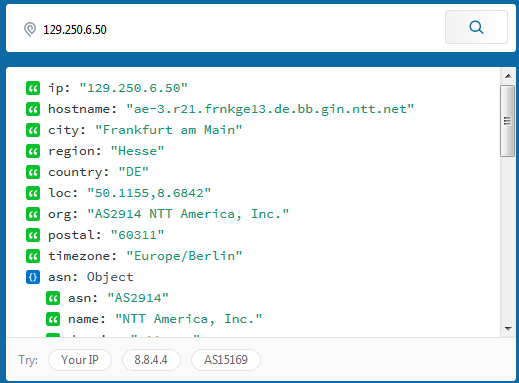 129.250.6.50
ip: "129.250.6.50"
hostname: "ae-3.r21.frnkge13.de.bb.gin.ntt.net"
city: "Frankfurt am Main"
region: "Hesse"
country: "DE"
loc: "50.1155,8.6842"
org: "AS2914 NTT America, Inc."
postal: "60311"
timezone: "Europe/Berlin"
{} asn: Object
asn: "AS2914"
name: "NTT America, Inc."
Try: Your IP 8.8.4.4 AS15169